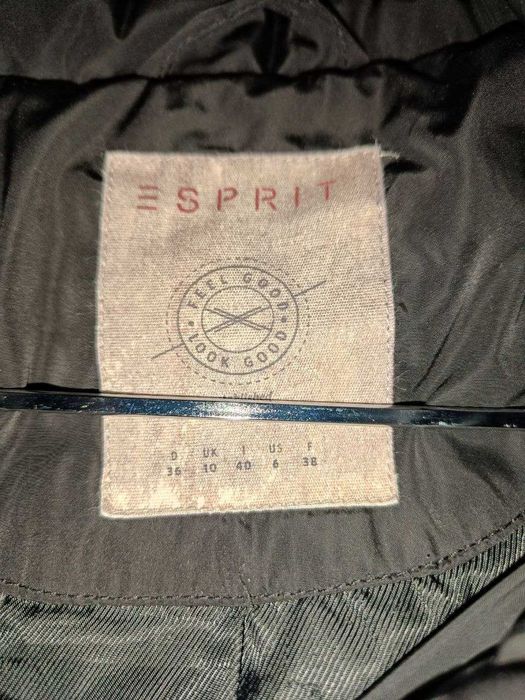 ESPRIT
FEEL GOOD
LOOK GOOD
D UK I US F
36 10 40 6 38